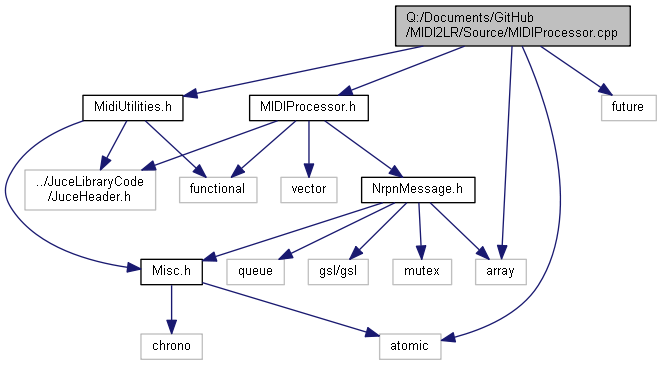 Q:/Documents/GitHub
/MIDI2LR/Source/MIDIProcessor.cpp
MidiUtilities.h
MIDIProcessor.h
future
../JuceLibraryCode
/JuceHeader.h
functional
vector
NrpnMessage.h
Misc.h
queue
gsl/gsl
mutex
array
chrono
atomic